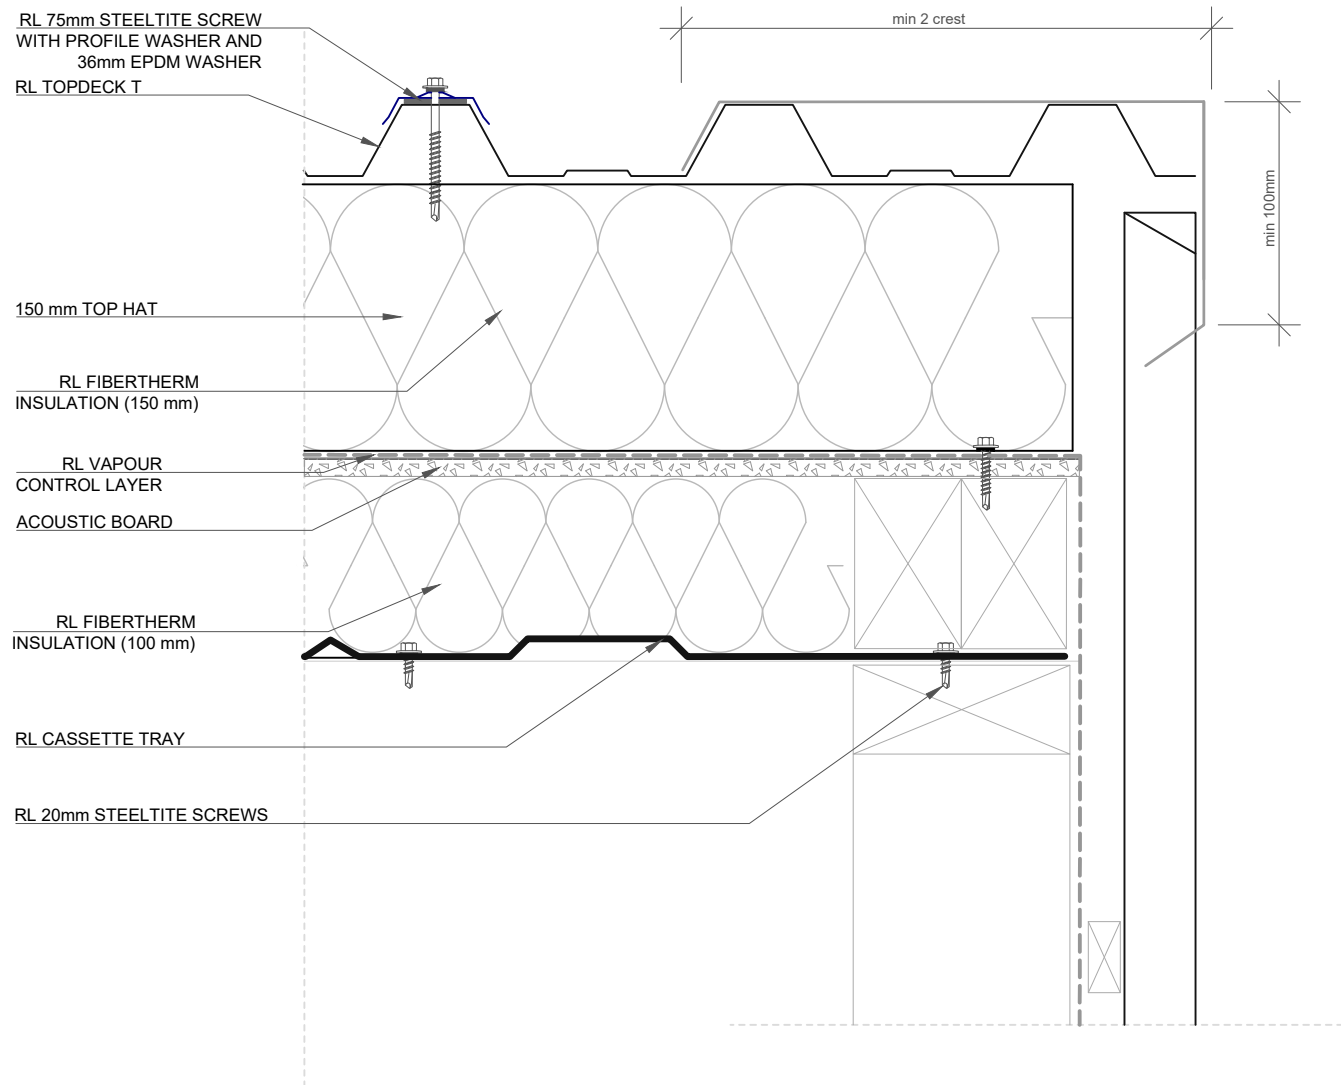 RL 75mm STEELTITE SCREW
WITH PROFILE WASHER AND
36mm EPDM WASHER
RL TOPDECK T
min 2 crest
min 100mm
150 mm TOP HAT
RL FIBERTHERM
INSULATION (150 mm)
RL VAPOUR
CONTROL LAYER
ACOUSTIC BOARD
RL FIBERTHERM
INSULATION (100 mm)
RL CASSETTE TRAY
RL 20mm STEELTITE SCREWS